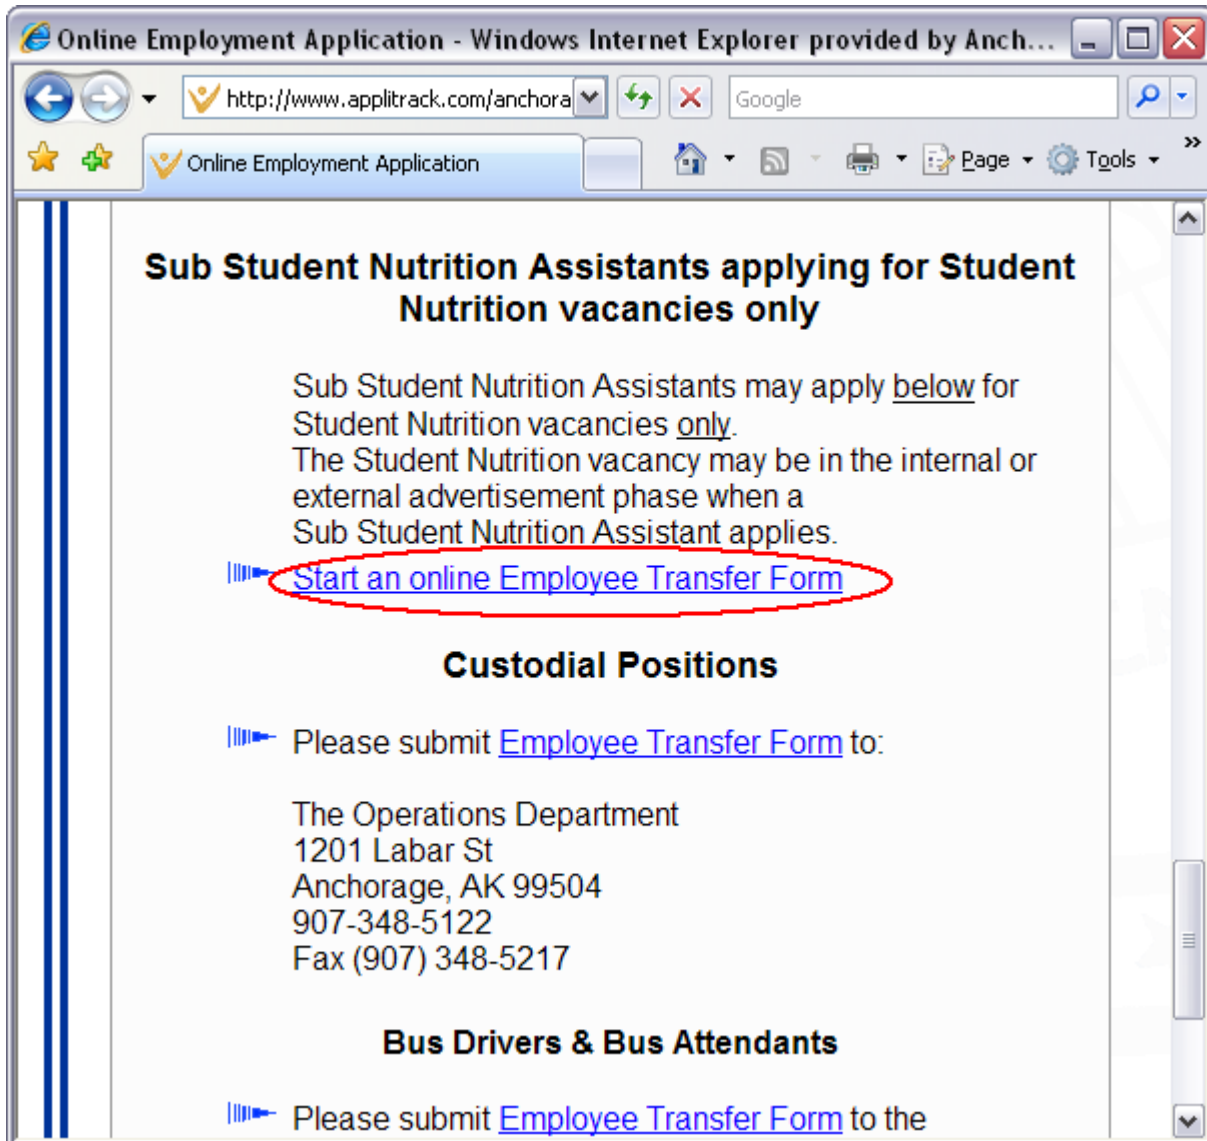 Online Employment Application - Windows Internet Explorer provided by Anch...
http://www.applitrack.com/anchora
Google
Online Employment Application
Page
Tools
Sub Student Nutrition Assistants applying for Student
Nutrition vacancies only
Sub Student Nutrition Assistants may apply below for
Student Nutrition vacancies only.
The Student Nutrition vacancy may be in the internal or
external advertisement phase when a
Sub Student Nutrition Assistant applies.
Start an online Employee Transfer Form
Custodial Positions
Please submit Employee Transfer Form to:
The Operations Department
1201 Labar St
Anchorage, AK 99504
907-348-5122
Fax (907) 348-5217
Bus Drivers & Bus Attendants
Please submit Employee Transfer Form to the